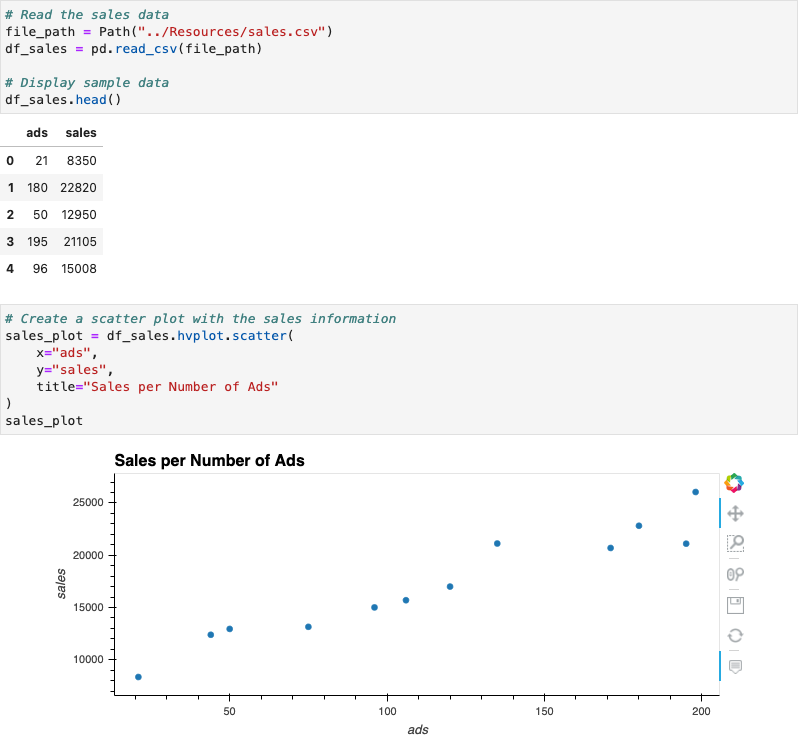 # Read the sales data
file_path = Path("../Resources/sales.csv")
df_sales = pd.read_csv(file_path)
# Display sample data
df_sales.head()
ads sales
0 21 8350
1 180 22820
2 50 12950
3 195 21105
4 96 15008
# Create a scatter plot with the sales information
sales_plot = df_sales.hvplot.scatter(
    x="ads",
    y="sales",
    title="Sales per Number of Ads"
)
sales_plot
Sales per Number of Ads
25000
20000
15000
10000
sales
50 100 150 200
ads